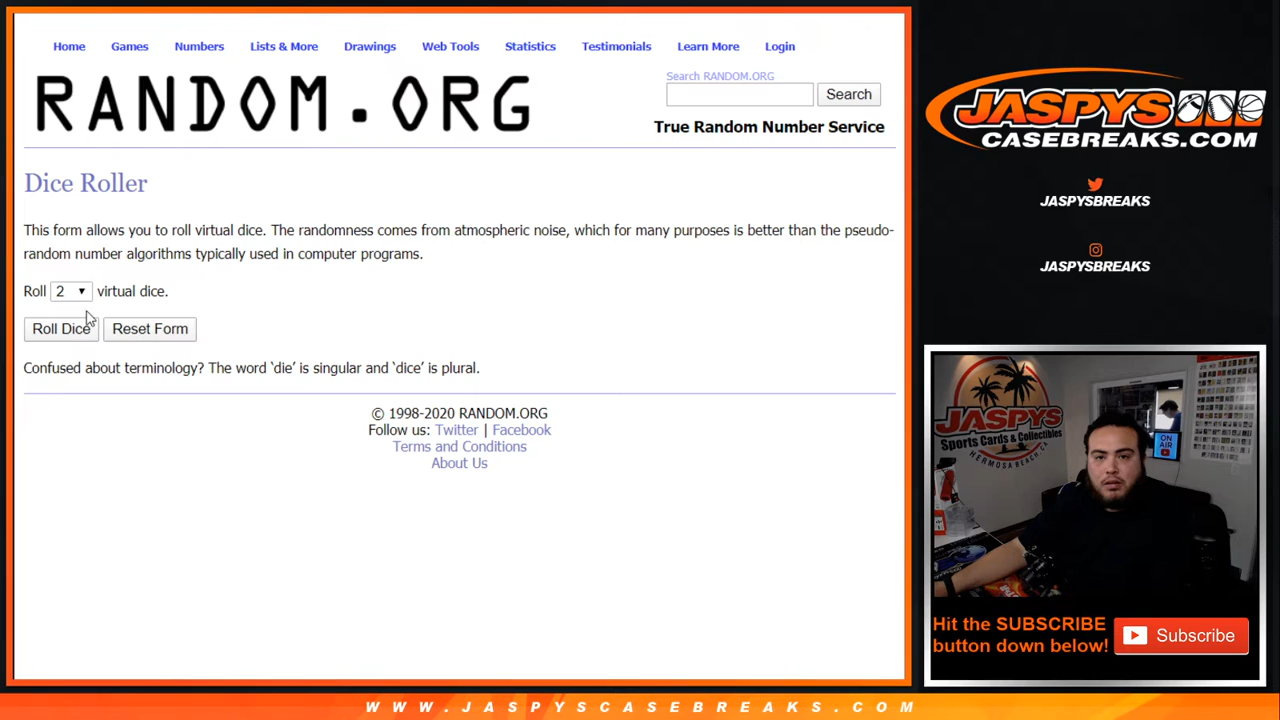 Home Games Numbers Lists & More Drawings Web Tools Statistics Testimonials Learn More Login
RANDOM.ORG
Search RANDOM.ORG
Search
True Random Number Service
Dice Roller
This form allows you to roll virtual dice. The randomness comes from atmospheric noise, which for many purposes is better than the pseudo-
random number algorithms typically used in computer programs.
Roll 2 virtual dice.
Roll Dice Reset Form
Confused about terminology? The word ‘die’ is singular and ‘dice’ is plural.
© 1998-2020 RANDOM.ORG
Follow us: Twitter | Facebook
Terms and Conditions
About Us
JASPYS
CASEBREAKS.COM
JASPYSBREAKS
JASPYSBREAKS
JASPYS
Sports Cards & Collectibles
HERMOSA BEACH, CA
ON
AIR
Hit the SUBSCRIBE
button down below!
Subscribe
WWW.JASPYSCASEBREAKS.COM